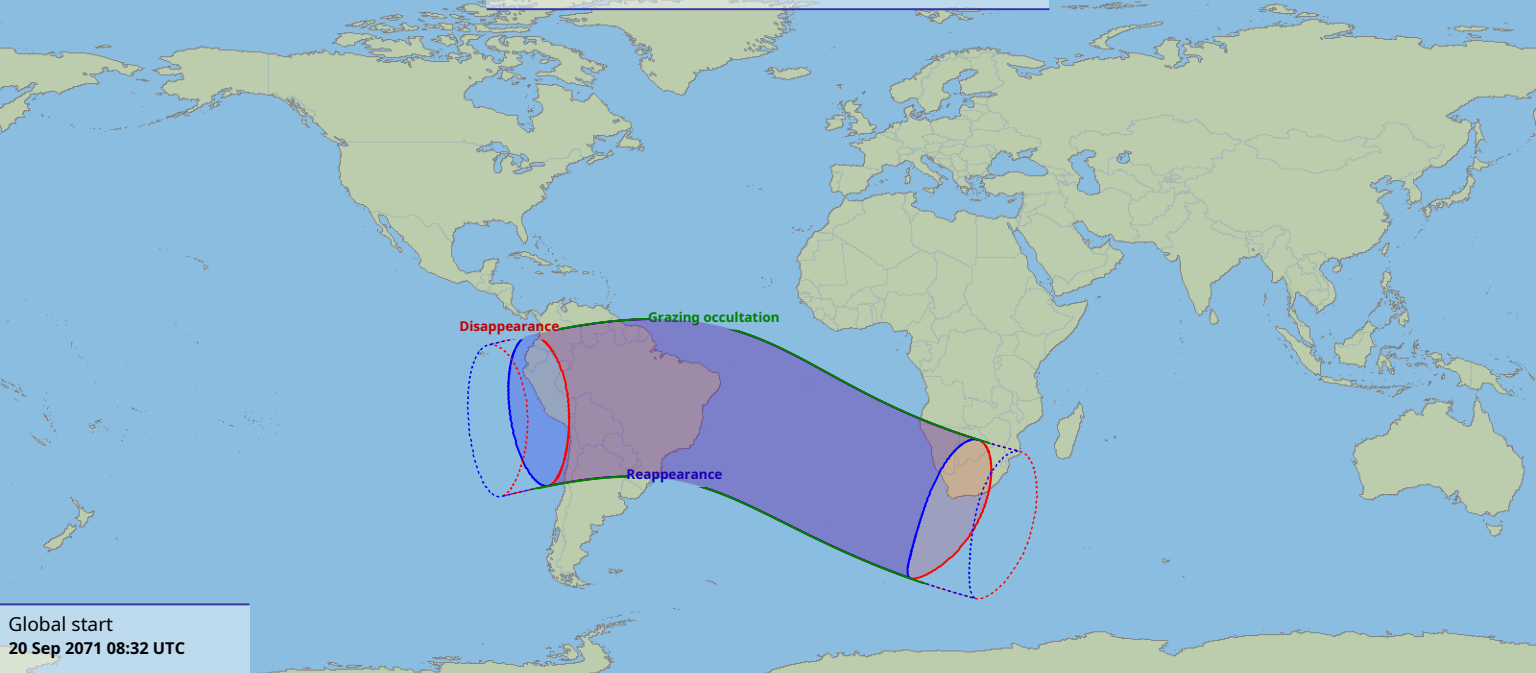 Grazing occultation
Disappearance
Reappearance
Global start
20 Sep 2071 08:32 UTC